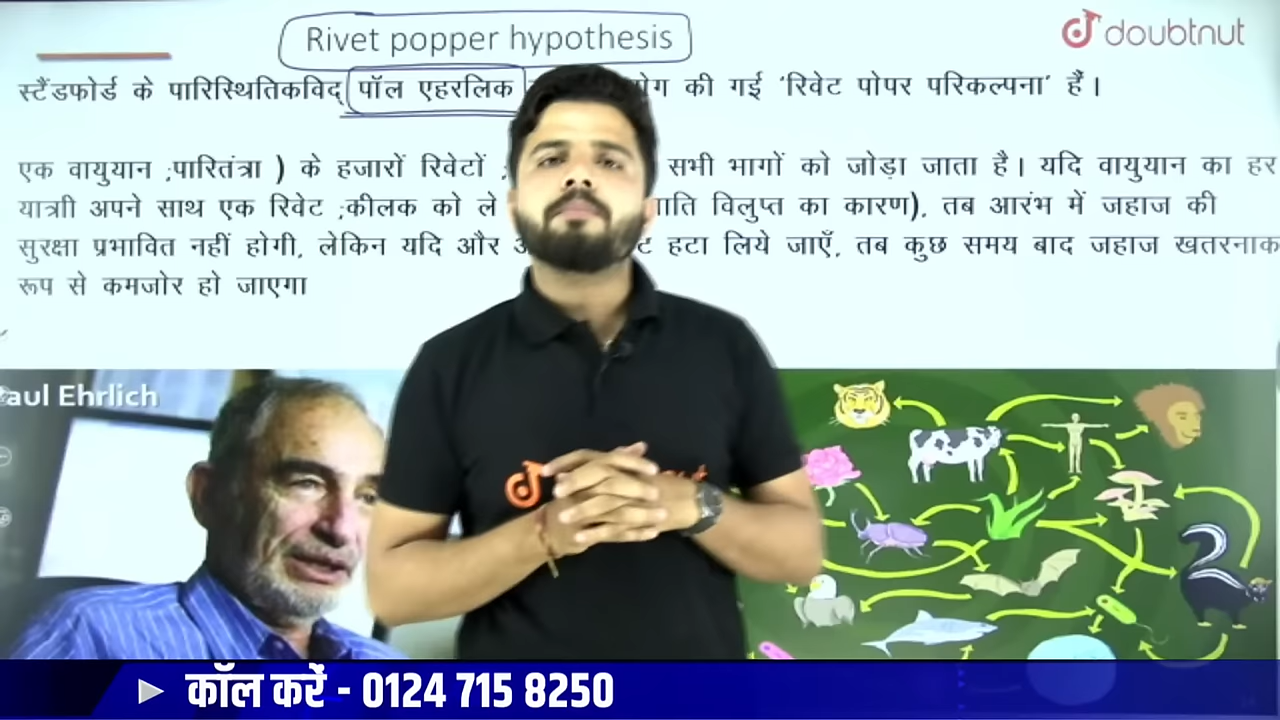 Rivet popper hypothesis
doubtnut
स्टैंडफोर्ड के पारिस्थितिकविद् पॉल एहरलिक की गई ‘रिवेट पोपर परिकल्पना’ हैं।
एक वायुयान ;पारितंत्रा ) के हजारों रिवेटों ; सभी भागों को जोड़ा जाता है। यदि वायुयान का हर
यात्राी अपने साथ एक रिवेट ;कीलक को ले विलुप्त का कारण), तब आरंभ में जहाज की
सुरक्षा प्रभावित नहीं होगी, लेकिन यदि और हटा लिये जाएँ, तब कुछ समय बाद जहाज खतरनाक
रूप से कमजोर हो जाएगा
aul Ehrlich
कॉल करें - 0124 715 8250